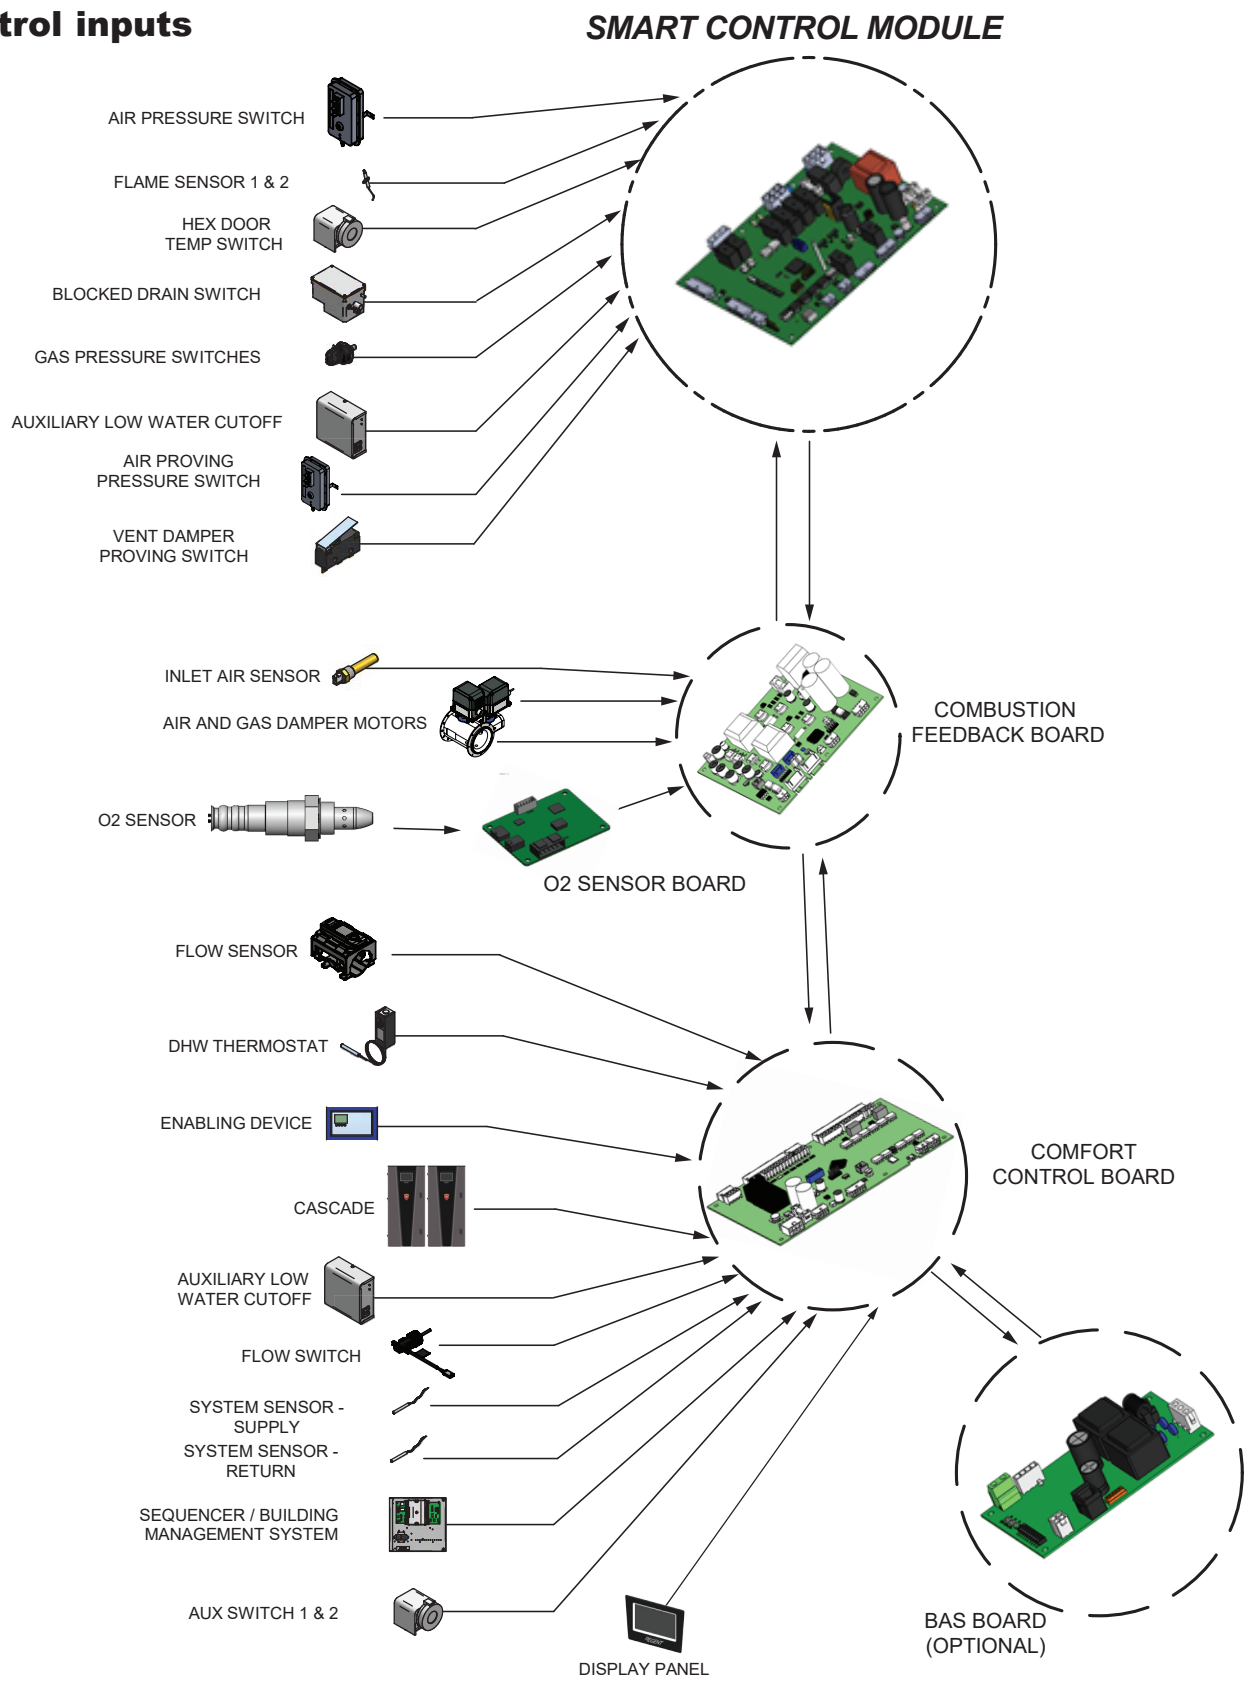 trol inputs
SMART CONTROL MODULE
AIR PRESSURE SWITCH
FLAME SENSOR 1 & 2
HEX DOOR
TEMP SWITCH
BLOCKED DRAIN SWITCH
GAS PRESSURE SWITCHES
AUXILIARY LOW WATER CUTOFF
AIR PROVING
PRESSURE SWITCH
VENT DAMPER
PROVING SWITCH
INLET AIR SENSOR
AIR AND GAS DAMPER MOTORS
COMBUSTION
FEEDBACK BOARD
O2 SENSOR
O2 SENSOR BOARD
FLOW SENSOR
DHW THERMOSTAT
ENABLING DEVICE
COMFORT
CONTROL BOARD
CASCADE
AUXILIARY LOW
WATER CUTOFF
FLOW SWITCH
SYSTEM SENSOR -
SUPPLY
SYSTEM SENSOR -
RETURN
SEQUENCER / BUILDING
MANAGEMENT SYSTEM
AUX SWITCH 1 & 2
DISPLAY PANEL
BAS BOARD
(OPTIONAL)